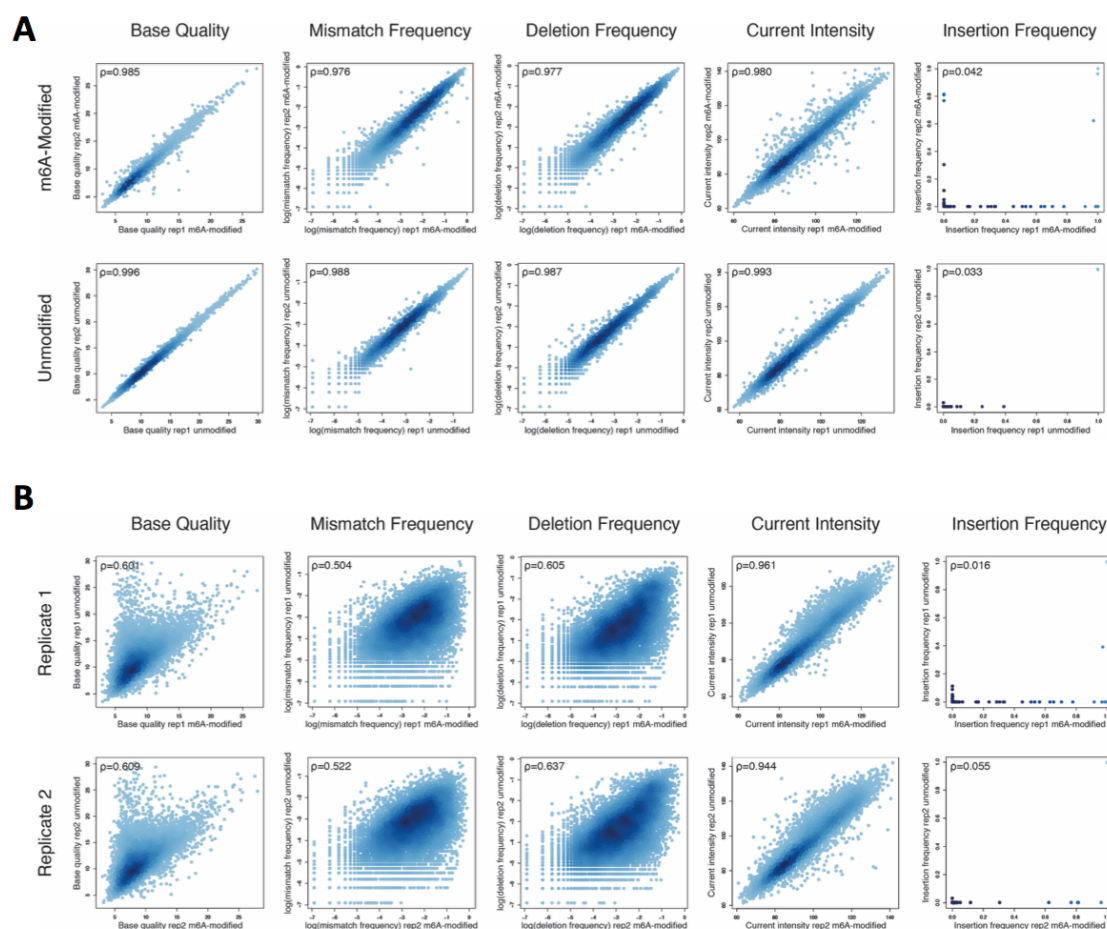 A
Base Quality
Mismatch Frequency
Deletion Frequency
Current Intensity
Insertion Frequency
m6A-Modified
ρ=0.985
Base quality rep2 m6A-modified
Base quality rep1 m6A-modified
ρ=0.976
log(mismatch frequency) rep2 m6A-modified
log(mismatch frequency) rep1 m6A-modified
ρ=0.977
log(deletion frequency) rep2 m6A-modified
log(deletion frequency) rep1 m6A-modified
ρ=0.980
Current intensity rep2 m6A-modified
Current intensity rep1 m6A-modified
ρ=0.042
Insertion frequency rep2 m6A-modified
Insertion frequency rep1 m6A-modified
Unmodified
ρ=0.996
Base quality rep2 unmodified
Base quality rep1 unmodified
ρ=0.988
log(mismatch frequency) rep2 unmodified
log(mismatch frequency) rep1 unmodified
ρ=0.987
log(deletion frequency) rep2 unmodified
log(deletion frequency) rep1 unmodified
ρ=0.993
Current intensity rep2 unmodified
Current intensity rep1 unmodified
ρ=0.033
Insertion frequency rep2 unmodified
Insertion frequency rep1 unmodified
B
Base Quality
Mismatch Frequency
Deletion Frequency
Current Intensity
Insertion Frequency
Replicate 1
ρ=0.601
Base quality rep1 unmodified
Base quality rep1 m6A-modified
ρ=0.504
log(mismatch frequency) rep1 unmodified
log(mismatch frequency) rep1 m6A-modified
ρ=0.605
log(deletion frequency) rep1 unmodified
log(deletion frequency) rep1 m6A-modified
ρ=0.961
Current intensity rep1 unmodified
Current intensity rep1 m6A-modified
ρ=0.016
Insertion frequency rep1 unmodified
Insertion frequency rep1 m6A-modified
Replicate 2
ρ=0.609
Base quality rep2 unmodified
Base quality rep2 m6A-modified
ρ=0.522
log(mismatch frequency) rep2 unmodified
log(mismatch frequency) rep2 m6A-modified
ρ=0.637
log(deletion frequency) rep2 unmodified
log(deletion frequency) rep2 m6A-modified
ρ=0.944
Current intensity rep2 unmodified
Current intensity rep2 m6A-modified
ρ=0.055
Insertion frequency rep2 unmodified
Insertion frequency rep2 m6A-modified